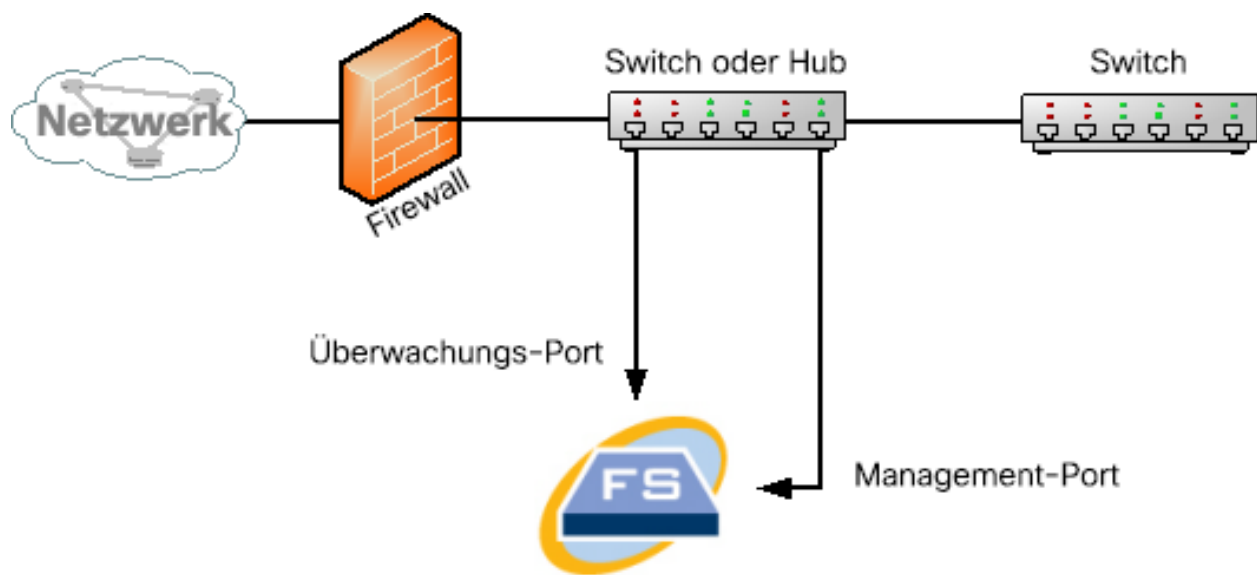 Netzwerk
Firewall
Switch oder Hub
Switch
Überwachungs-Port
Management-Port
FS